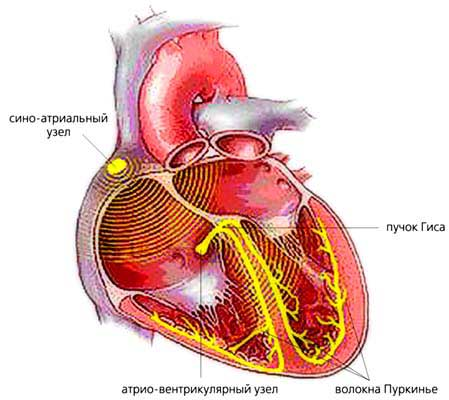 сино-атриальный
узел
пучок Гиса
атрио-вентрикулярный узел
волокна Пуркинье